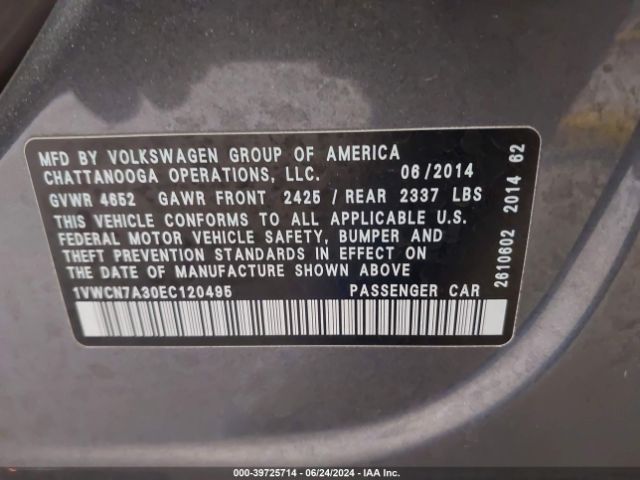 MFD BY VOLKSWAGEN GROUP OF AMERICA
CHATTANOOGA OPERATIONS, LLC. 06/2014
GVWR 4652 GAWR FRONT 2425 / REAR 2337 LBS
THIS VEHICLE CONFORMS TO ALL APPLICABLE U.S.
FEDERAL MOTOR VEHICLE SAFETY, BUMPER AND
THEFT PREVENTION STANDARDS IN EFFECT ON
THE DATE OF MANUFACTURE SHOWN ABOVE
1VWCN7A30EC120495 PASSENGER CAR
2610602 2014 62
000-39725714 - 06/24/2024 - IAA Inc.